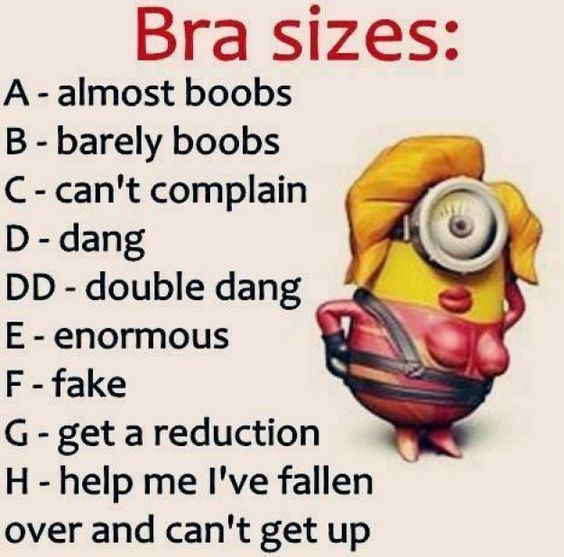 Bra sizes:
A - almost boobs
B - barely boobs
C - can't complain
D - dang
DD - double dang
E - enormous
F - fake
G - get a reduction
H - help me I've fallen
over and can't get up